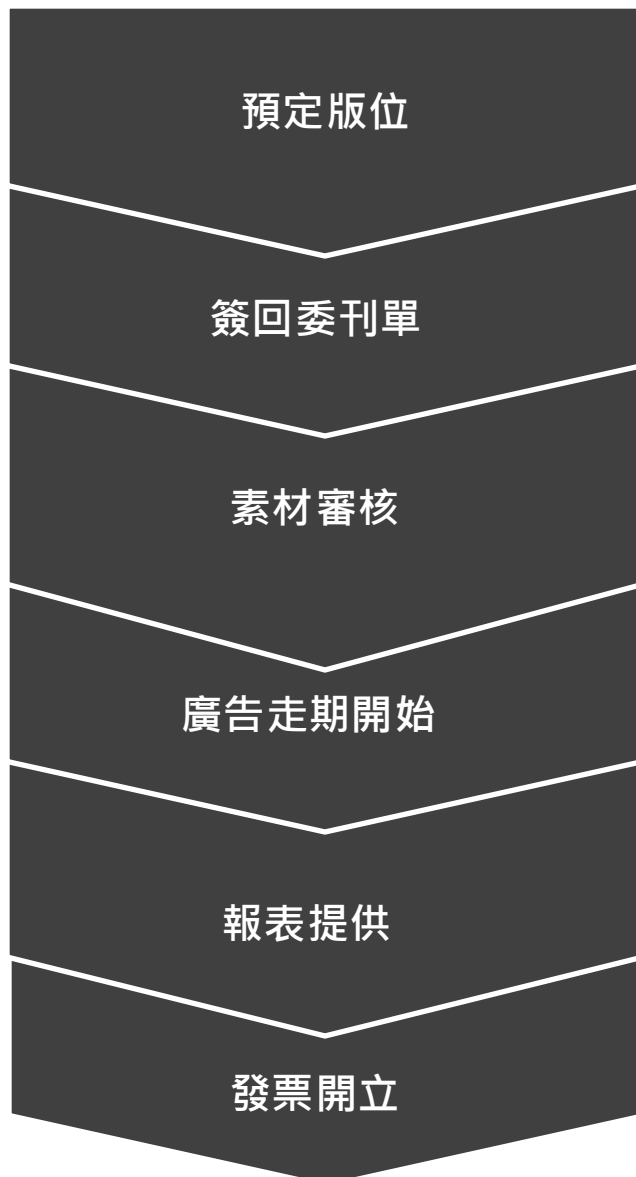 預定版位
簽回委刊單
素材審核
廣告走期開始
報表提供
發票開立